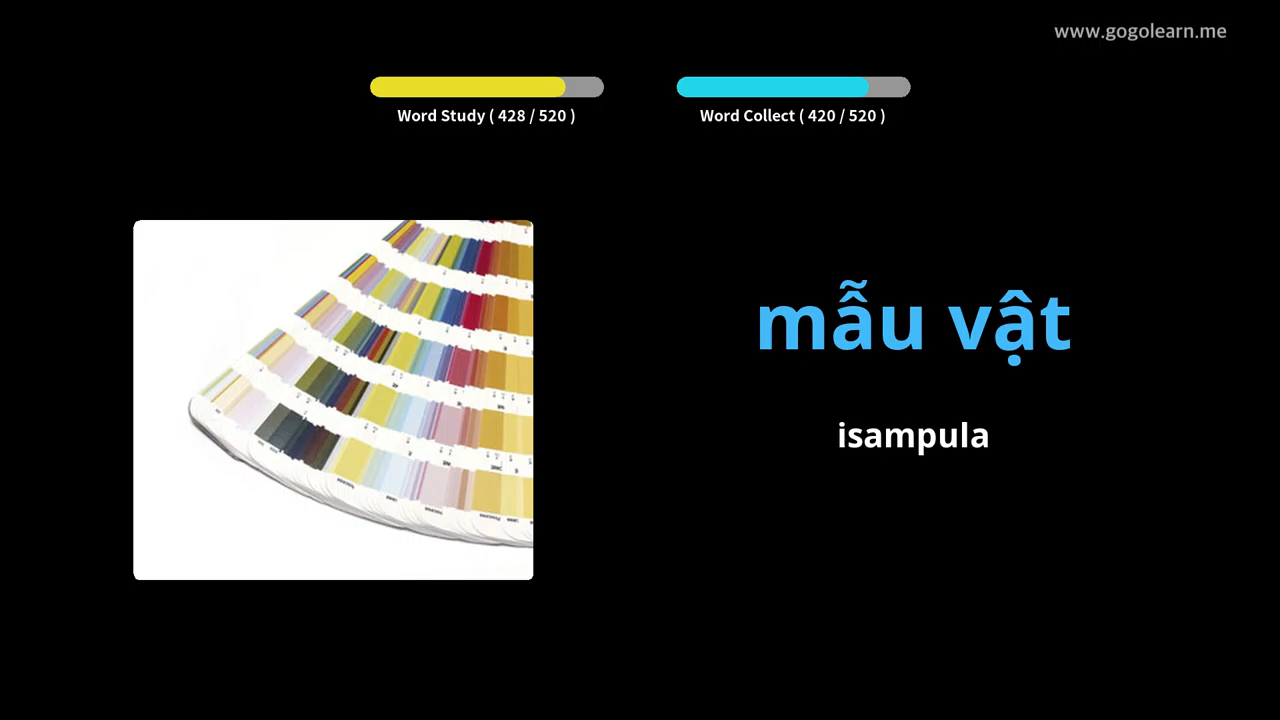 www.gogolearn.me
Word Study ( 428 / 520 )
Word Collect ( 420 / 520 )
mẫu vật
isampula